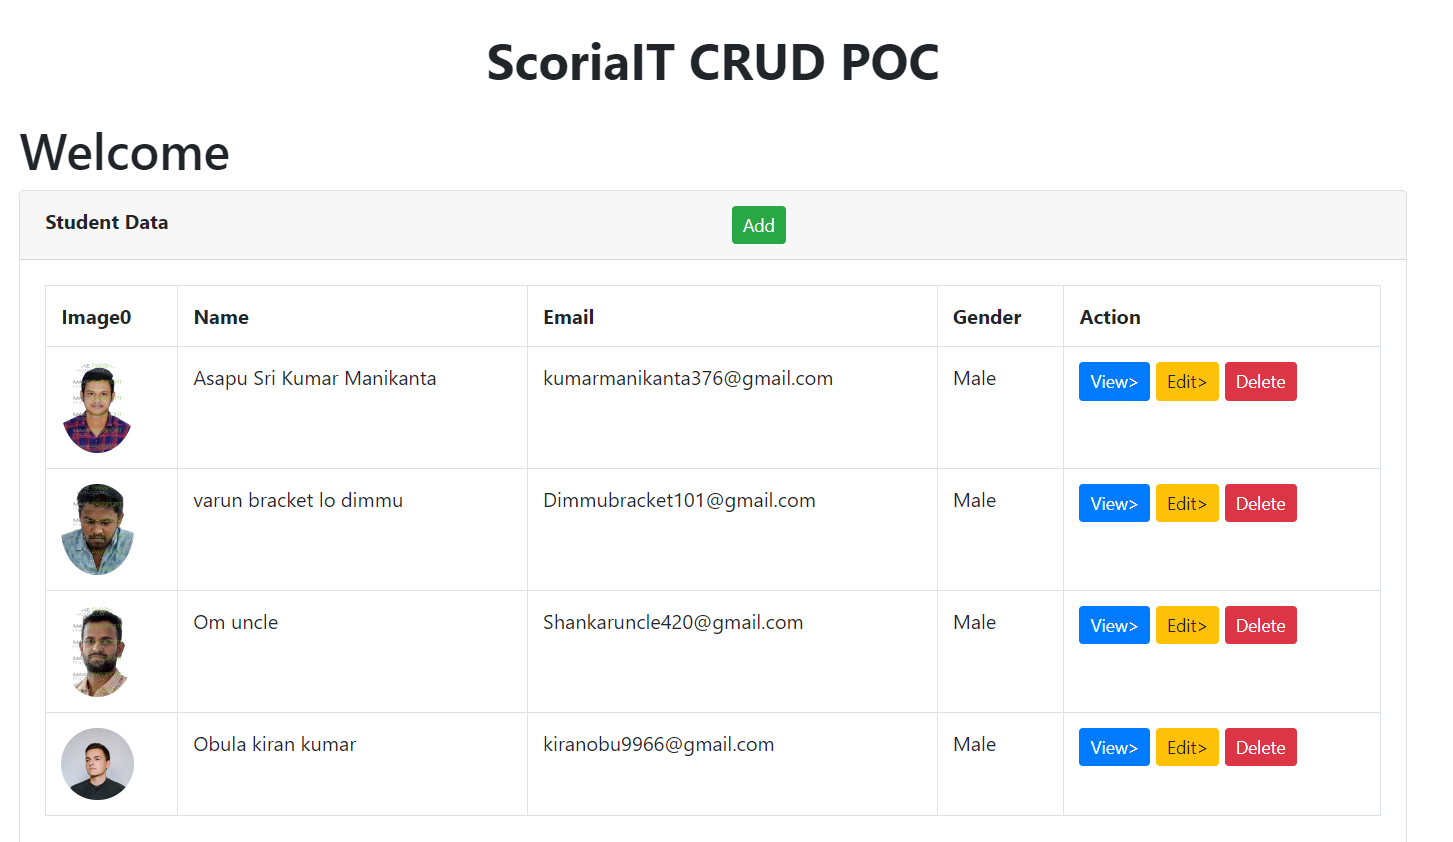 ScoriaIT CRUD POC
Welcome
Student Data Add
Image0 Name Email Gender Action
Asapu Sri Kumar Manikanta kumarmanikanta376@gmail.com Male View> Edit> Delete
varun bracket lo dimmu Dimmubracket101@gmail.com Male View> Edit> Delete
Om uncle Shankaruncle420@gmail.com Male View> Edit> Delete
Obula kiran kumar kiranobu9966@gmail.com Male View> Edit> Delete